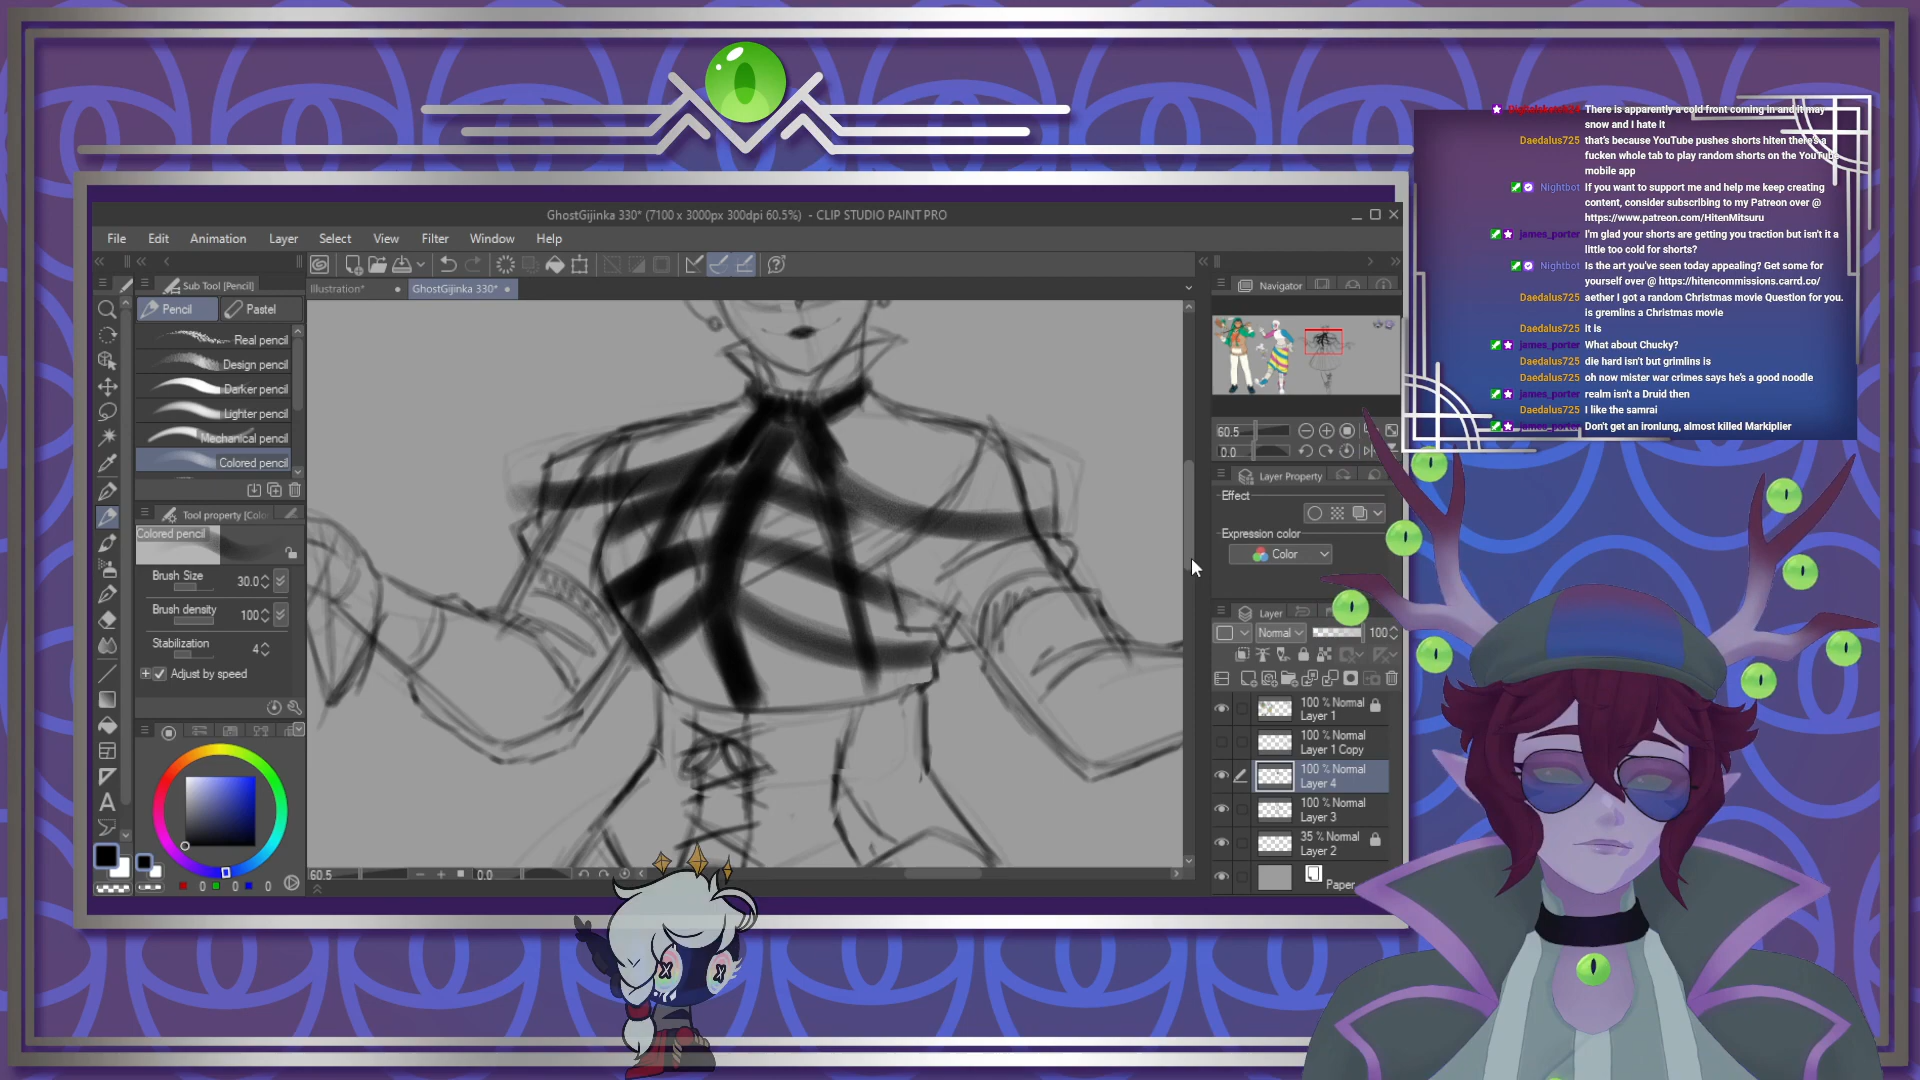 There is apparently a cold front coming in and it may
snow and I hate it
Daedalus725 that's because YouTube pushes shorts hiten there's a
fucken whole tab to play random shorts on the YouTube
mobile app
Nightbot If you want to support me and help me keep creating
content, consider subscribing to my Patreon over @
https://www.patreon.com/HitenMitsuru
james_porter I'm glad your shorts are getting you traction but isn't it a
little too cold for shorts?
Nightbot Is the art you've seen today appealing? Get some for
yourself over @ https://hitencommissions.carrd.co/
Daedalus725 aether I got a random Christmas movie Question for you.
is gremlins a Christmas movie
Daedalus725 it is
james_porter What about Chucky?
Daedalus725 die hard isn't but grimlins is
Daedalus725 oh now mister war crimes says he's a good noodle
james_porter realm isn't a Druid then
Daedalus725 I like the samrai
james_porter Don't get an ironlung, almost killed Markiplier
GhostGijinka 330* (7100 x 3000px 300dpi 60.5%) - CLIP STUDIO PAINT PRO
File Edit Animation Layer Select View Filter Window Help
Sub Tool [Pencil]
Illustration* GhostGijinka 330*
Pencil Pastel
Real pencil
Design pencil
Darker pencil
Lighter pencil
Mechanical pencil
Colored pencil
Tool property [Colo
Colored pencil
Brush Size 30.0
Brush density 100
Stabilization 4
Adjust by speed
0 0 0
60.5 0.0
Navigator
60.5
0.0
Layer Property
Effect
Expression color
Color
Layer
Normal 100
100 % Normal
Layer 1
100 % Normal
Layer 1 Copy
100 % Normal
Layer 4
100 % Normal
Layer 3
35 % Normal
Layer 2
Paper